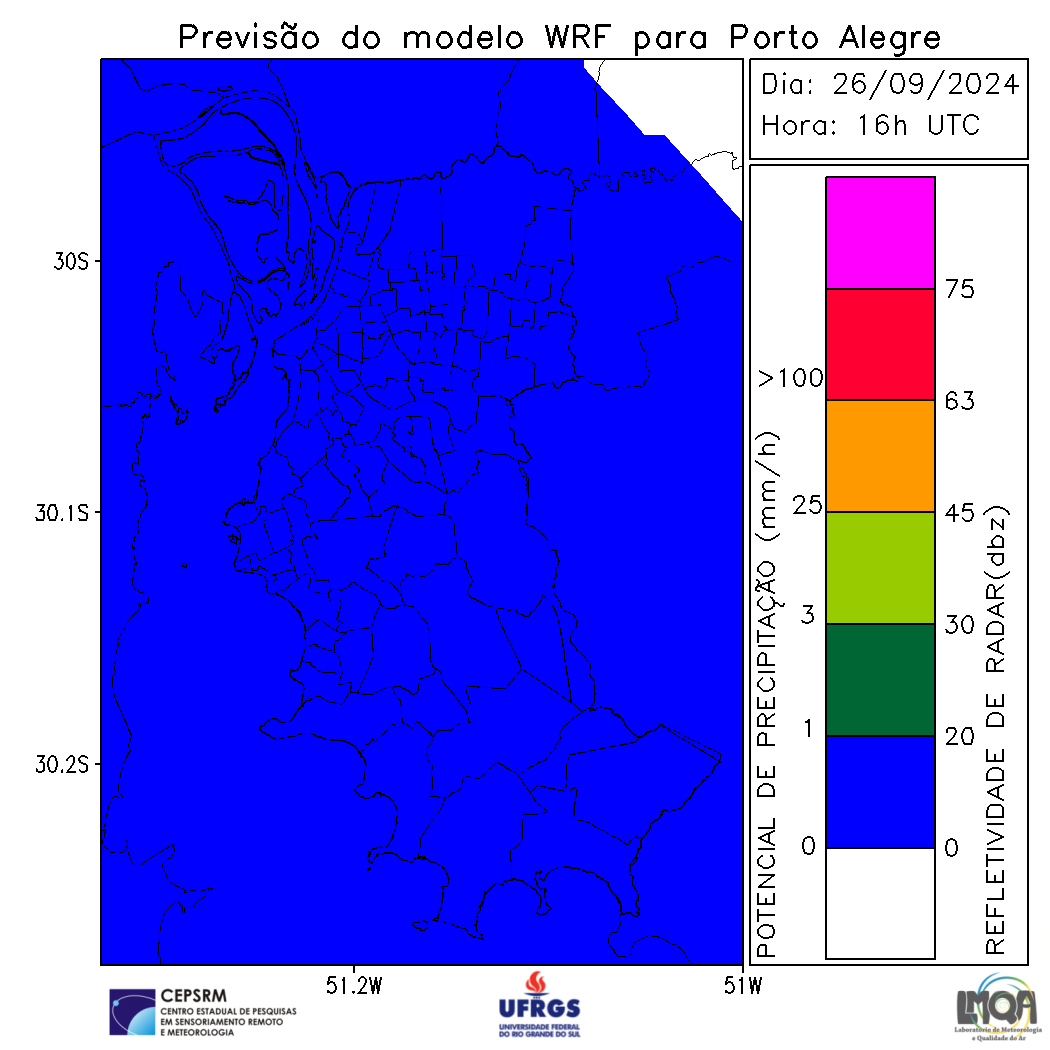 Previsão do modelo WRF para Porto Alegre
Dia: 26/09/2024
Hora: 16h UTC
30S
30.1S
30.2S
51.2W
51W
POTENCIAL DE PRECIPITAÇÃO (mm/h)
>100
25
3
1
0
75
63
45
30
20
0
REFLETIVIDADE DE RADAR(dbz)
CEPSRM
CENTRO ESTADUAL DE PESQUISAS
EM SENSORIAMENTO REMOTO
E METEOROLOGIA
UFRGS
UNIVERSIDADE FEDERAL
DO RIO GRANDE DO SUL
LMQA
Laboratório de Meteorologia
e Qualidade do Ar